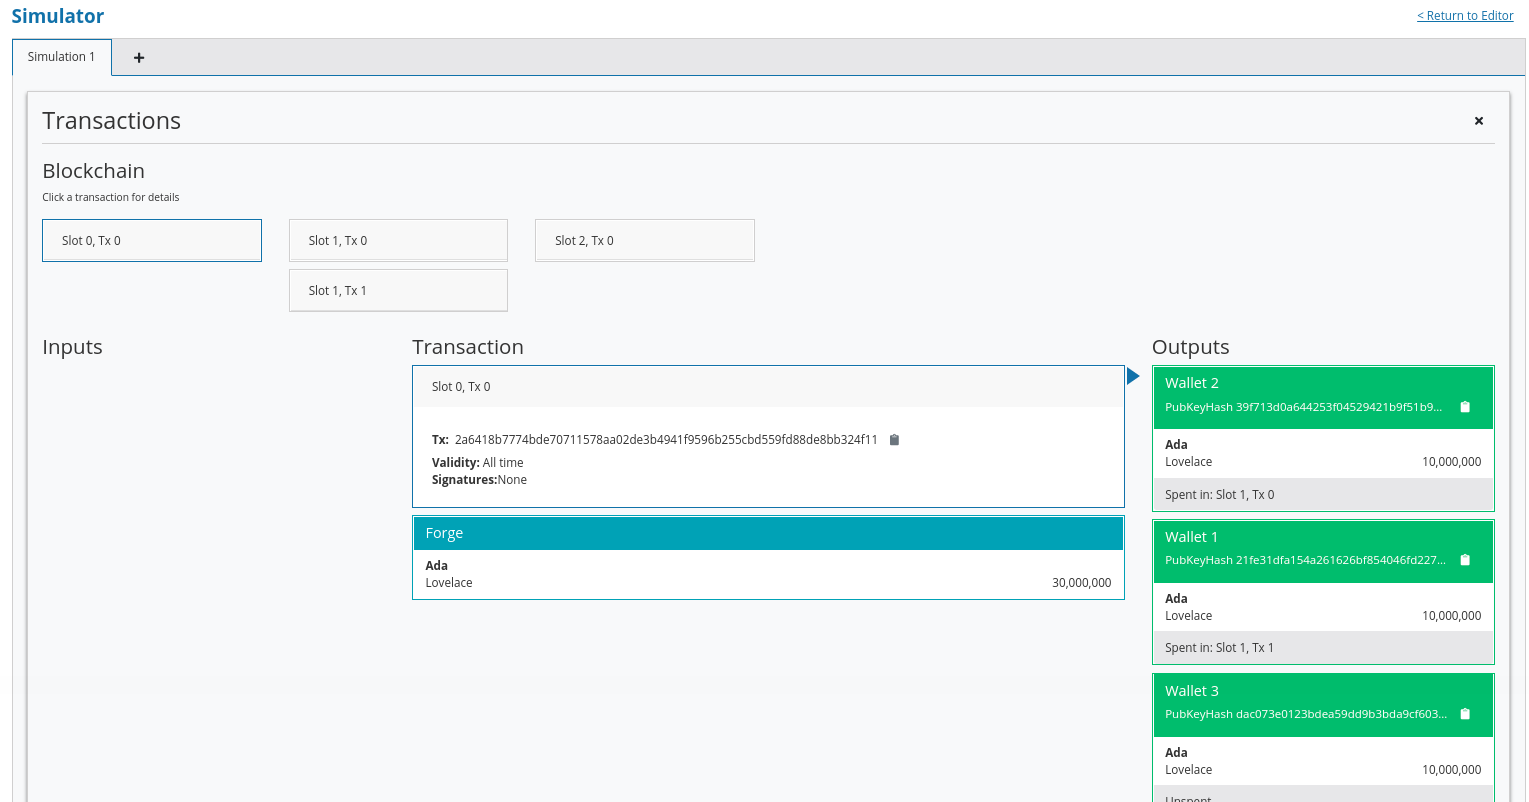 Simulator
< Return to Editor
Simulation 1
+
Transactions
×
Blockchain
Click a transaction for details
Slot 0, Tx 0
Slot 1, Tx 0
Slot 2, Tx 0
Slot 1, Tx 1
Inputs
Transaction
Outputs
Slot 0, Tx 0
Tx: 2a6418b7774bde70711578aa02de3b4941f9596b255cbd559fd88de8bb324f11
Validity: All time
Signatures:None
Forge
Ada
Lovelace 30,000,000
Wallet 2
PubKeyHash 39f713d0a644253f04529421b9f51b9...
Ada
Lovelace 10,000,000
Spent in: Slot 1, Tx 0
Wallet 1
PubKeyHash 21fe31dfa154a261626bf854046fd227...
Ada
Lovelace 10,000,000
Spent in: Slot 1, Tx 1
Wallet 3
PubKeyHash dac073e0123bdea59dd9b3bda9cf603...
Ada
Lovelace 10,000,000
Unspent